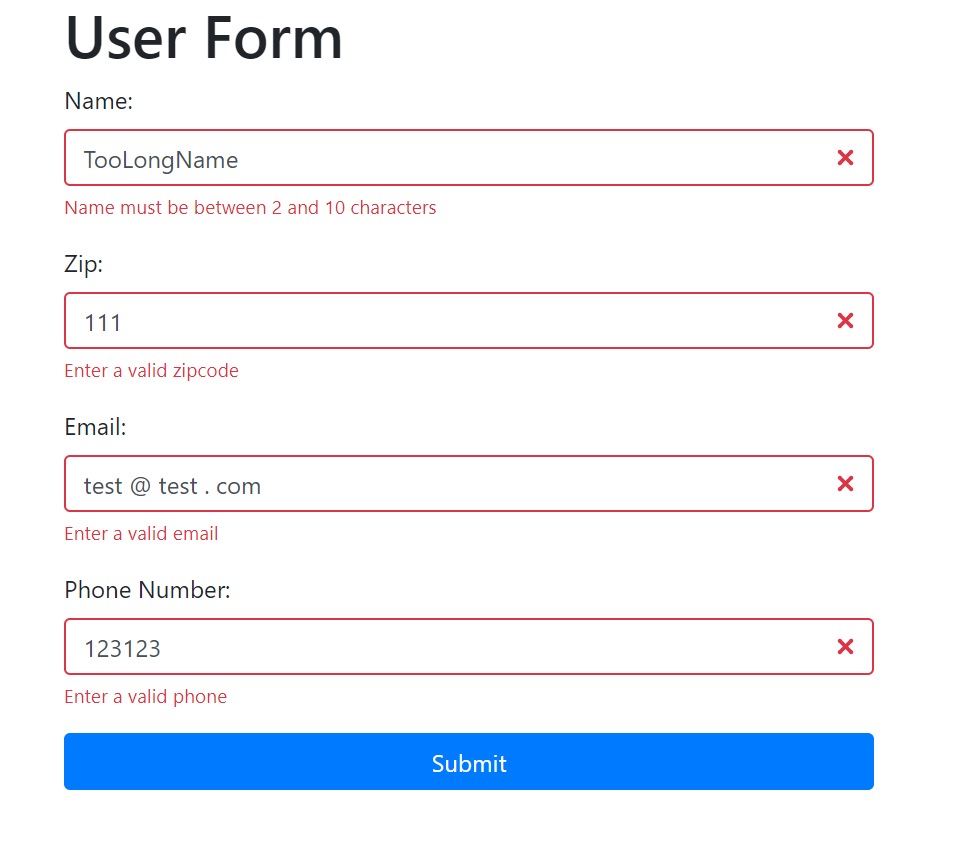 User Form
Name:
TooLongName
Name must be between 2 and 10 characters
Zip:
111
Enter a valid zipcode
Email:
test @ test . com
Enter a valid email
Phone Number:
123123
Enter a valid phone
Submit